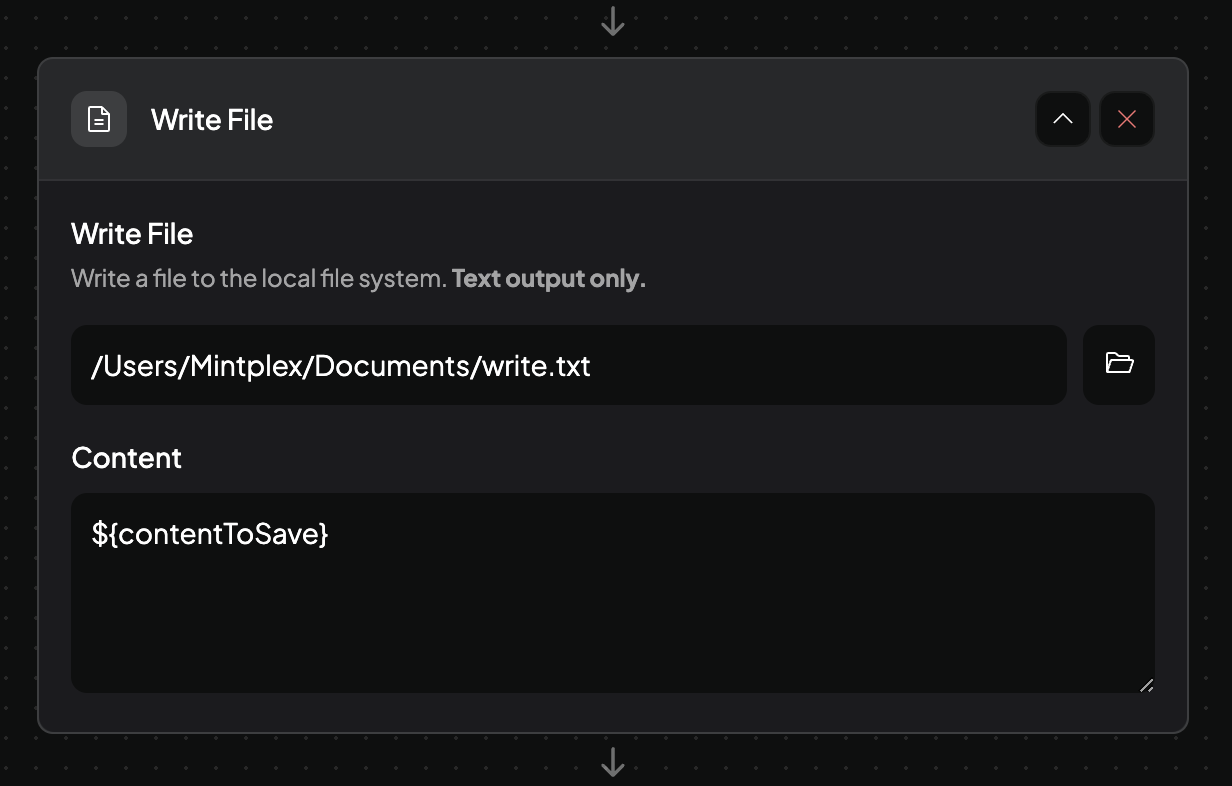 Write File
Write File
Write a file to the local file system. Text output only.
/Users/Mintplex/Documents/write.txt
Content
${contentToSave}